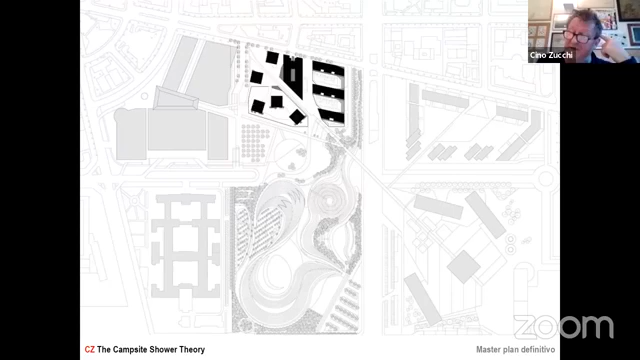 Cino Zucchi
CZ The Campsite Shower Theory
Master plan definitivo
zoom